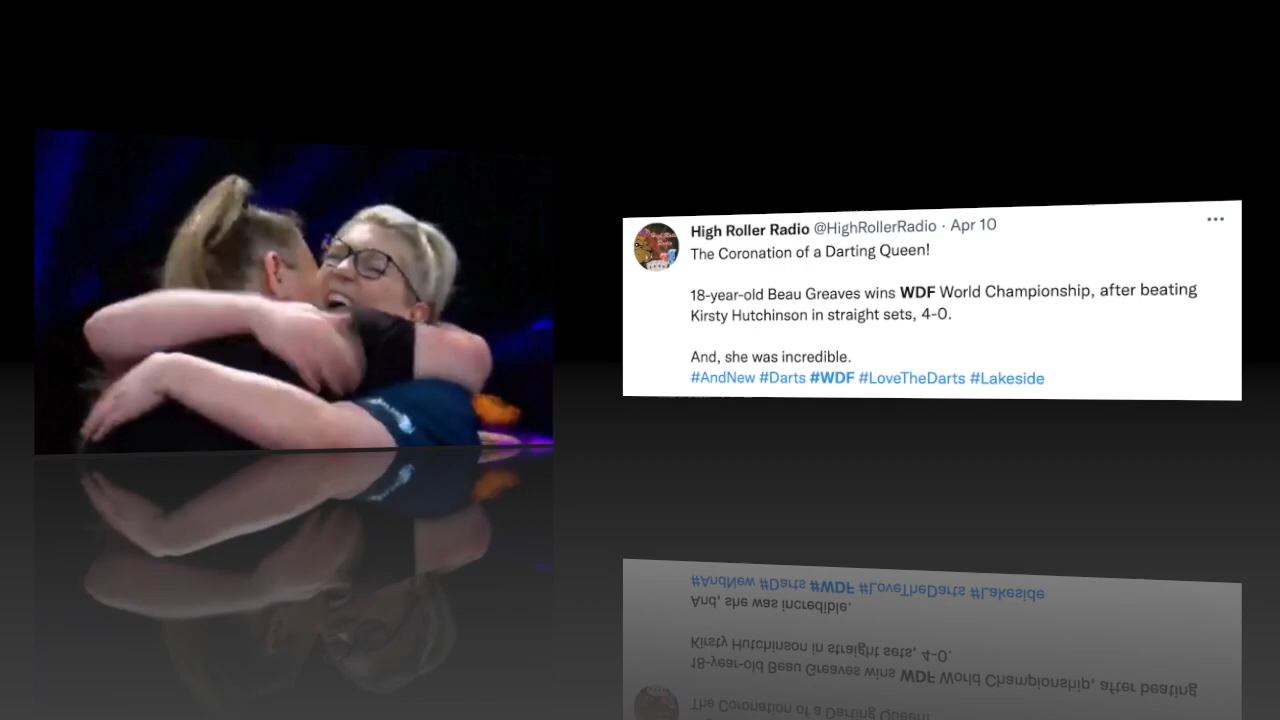 High Roller Radio @HighRollerRadio · Apr 10
The Coronation of a Darting Queen!
18-year-old Beau Greaves wins WDF World Championship, after beating
Kirsty Hutchinson in straight sets, 4-0.
And, she was incredible.
#AndNew #Darts #WDF #LoveTheDarts #Lakeside